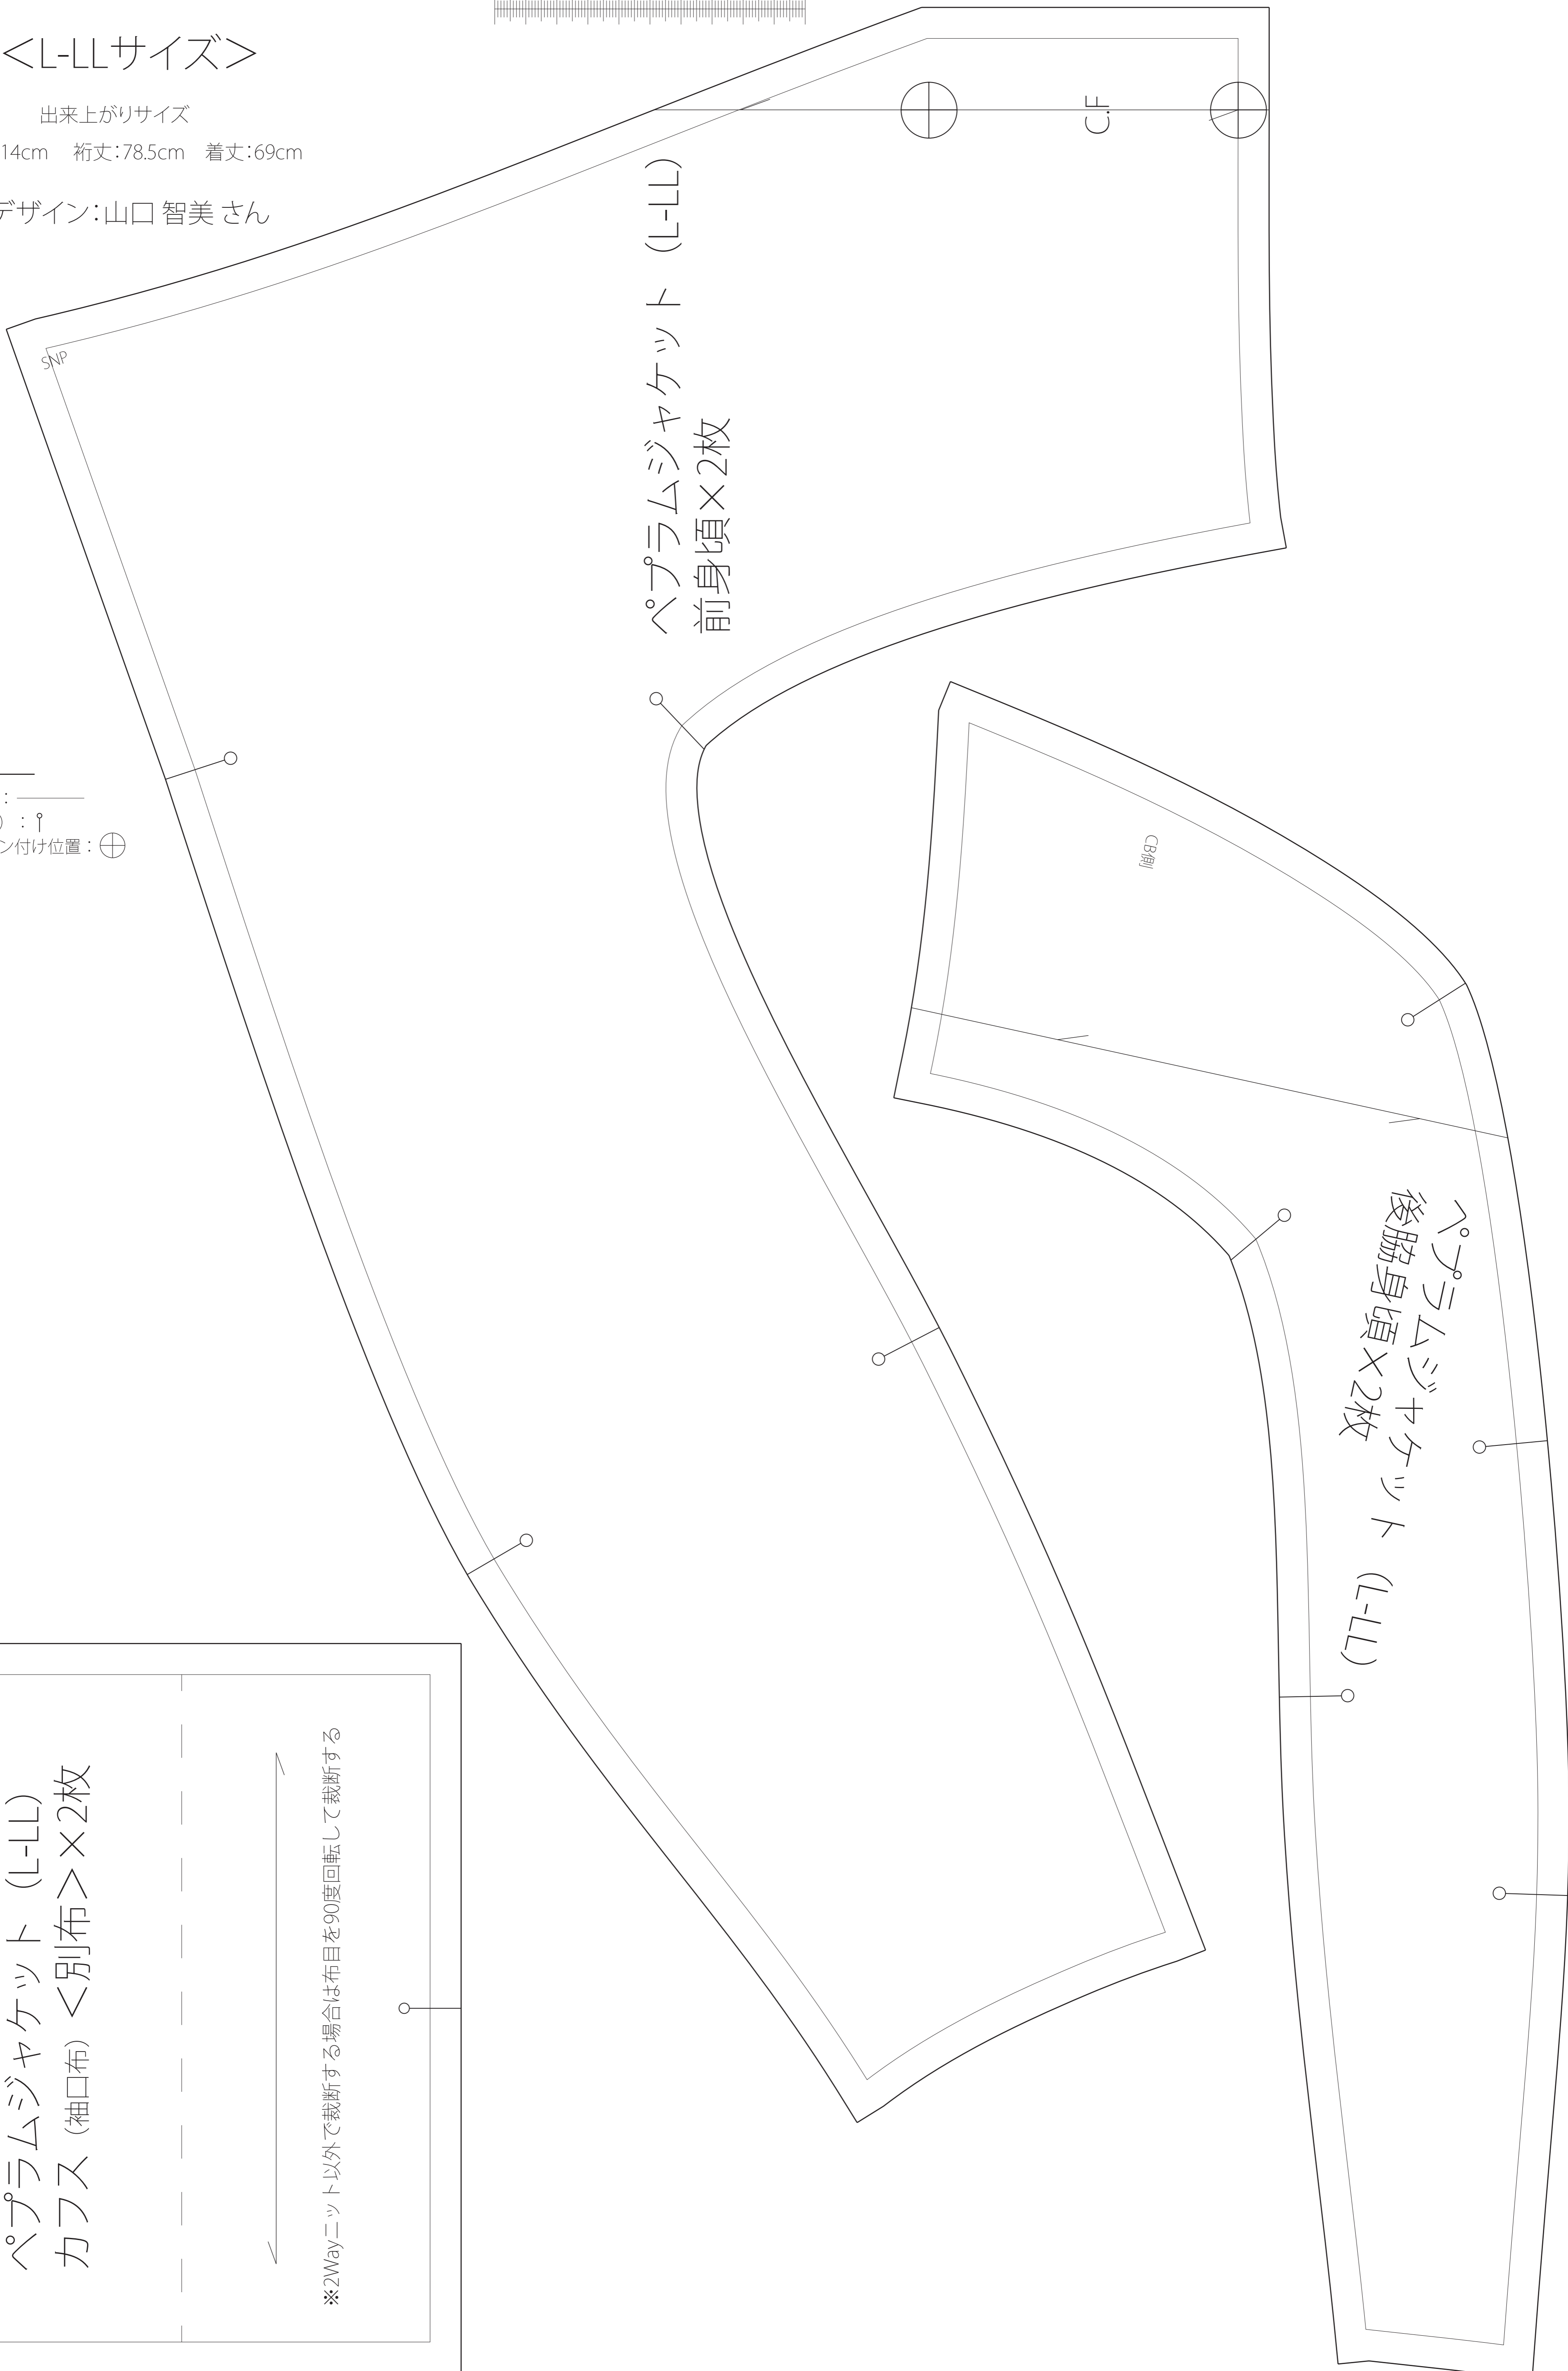 ＜L-LLサイズ＞
出来上がりサイズ
14cm　裄丈：78.5cm　着丈：69cm
デザイン：山口 智美 さん
C.F
SNP
ペプラムジャケット（L-LL）
前身頃×2枚
：
）：
ン付け位置：
CB側
ペプラムジャケット（L-LL）
後脇身頃×2枚
ペプラムジャケット（L-LL）
カフス（袖口布）＜別布＞×2枚
※2Wayニット以外で裁断する場合は布目を90度回転して裁断する